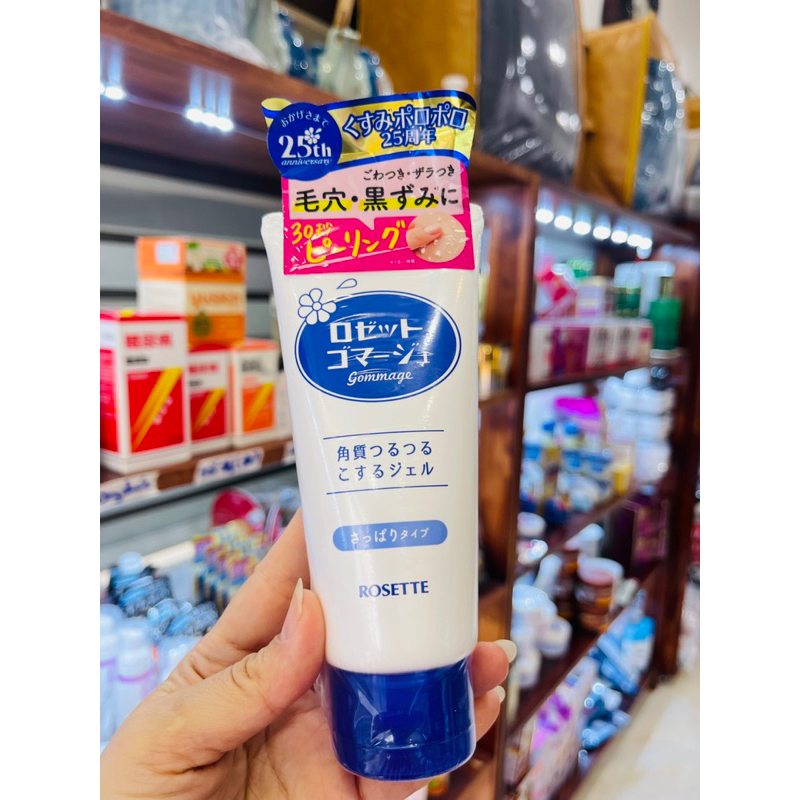 おかげさまで
25th
anniversary
くすみポロポロ
25周年
ごわつき・ザラつき
毛穴・黒ずみに
30秒
ピーリング
ロゼット
ゴマージュ
Gommage
角質つるつる
こするジェル
さっぱりタイプ
ROSETTE